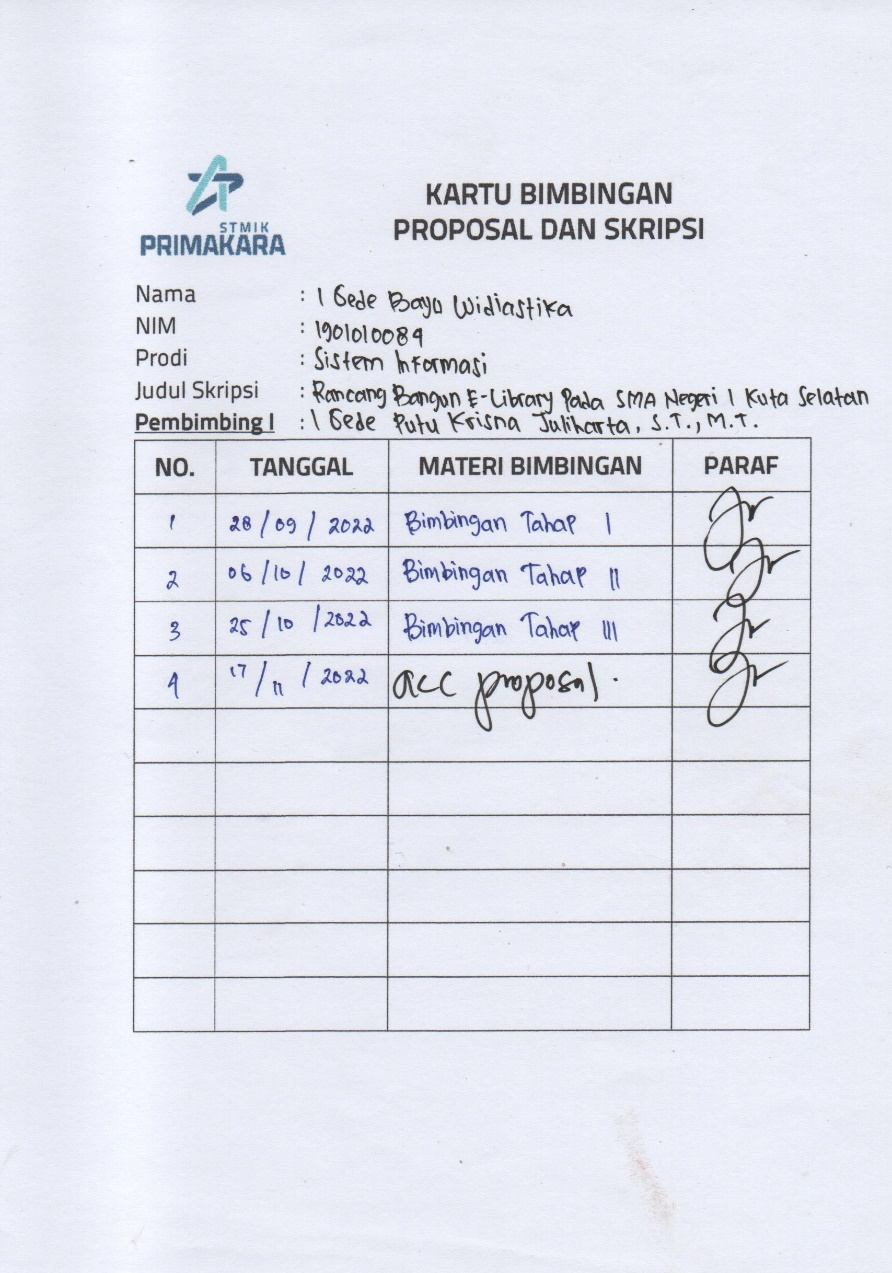 STMIK
PRIMAKARA
KARTU BIMBINGAN
PROPOSAL DAN SKRIPSI
Nama : I Gede Bayu Widiastika
NIM : 1901010084
Prodi : Sistem Informasi
Judul Skripsi : Rancang Bangun E-Library Pada SMA Negeri 1 Kuta Selatan
Pembimbing I : I Gede Putu Krisna Juliharta, S.T., M.T.
NO. TANGGAL MATERI BIMBINGAN PARAF
1 28/09/2022 Bimbingan Tahap I
2 06/10/2022 Bimbingan Tahap II
3 25/10/2022 Bimbingan Tahap III
4 17/11/2022 acc proposal.